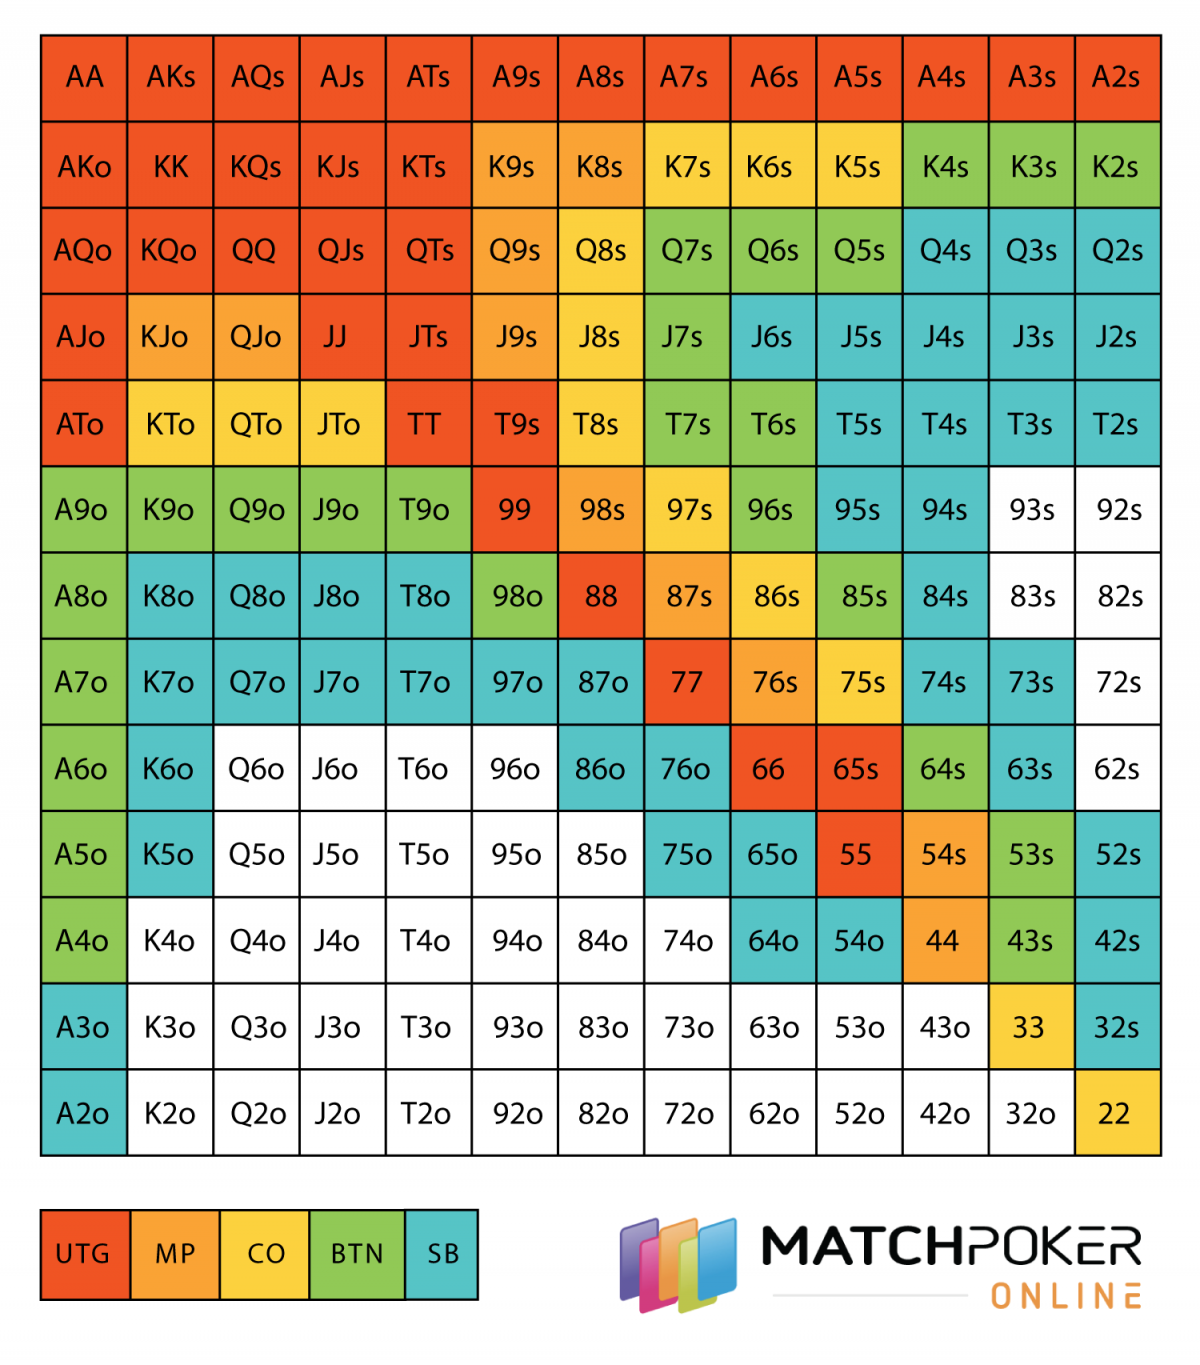 AA AKs AQs AJs ATs A9s A8s A7s A6s A5s A4s A3s A2s
AKo KK KQs KJs KTs K9s K8s K7s K6s K5s K4s K3s K2s
AQo KQo QQ QJs QTs Q9s Q8s Q7s Q6s Q5s Q4s Q3s Q2s
AJo KJo QJo JJ JTs J9s J8s J7s J6s J5s J4s J3s J2s
ATo KTo QTo JTo TT T9s T8s T7s T6s T5s T4s T3s T2s
A9o K9o Q9o J9o T9o 99 98s 97s 96s 95s 94s 93s 92s
A8o K8o Q8o J8o T8o 98o 88 87s 86s 85s 84s 83s 82s
A7o K7o Q7o J7o T7o 97o 87o 77 76s 75s 74s 73s 72s
A6o K6o Q6o J6o T6o 96o 86o 76o 66 65s 64s 63s 62s
A5o K5o Q5o J5o T5o 95o 85o 75o 65o 55 54s 53s 52s
A4o K4o Q4o J4o T4o 94o 84o 74o 64o 54o 44 43s 42s
A3o K3o Q3o J3o T3o 93o 83o 73o 63o 53o 43o 33 32s
A2o K2o Q2o J2o T2o 92o 82o 72o 62o 52o 42o 32o 22
UTG MP CO BTN SB
MATCHPOKER
ONLINE